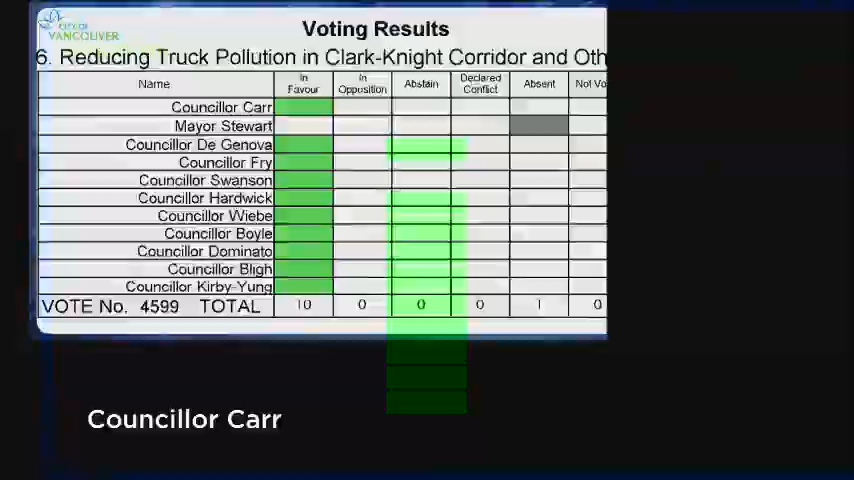 CITY OF
VANCOUVER
Voting Results
6. Reducing Truck Pollution in Clark-Knight Corridor and Oth
Name In Favour In Opposition Abstain Declared Conflict Absent Not Vo
Councillor Carr
Mayor Stewart
Councillor De Genova
Councillor Fry
Councillor Swanson
Councillor Hardwick
Councillor Wiebe
Councillor Boyle
Councillor Dominato
Councillor Bligh
Councillor Kirby-Yung
VOTE No. 4599 TOTAL 10 0 0 0 1 0
Councillor Carr